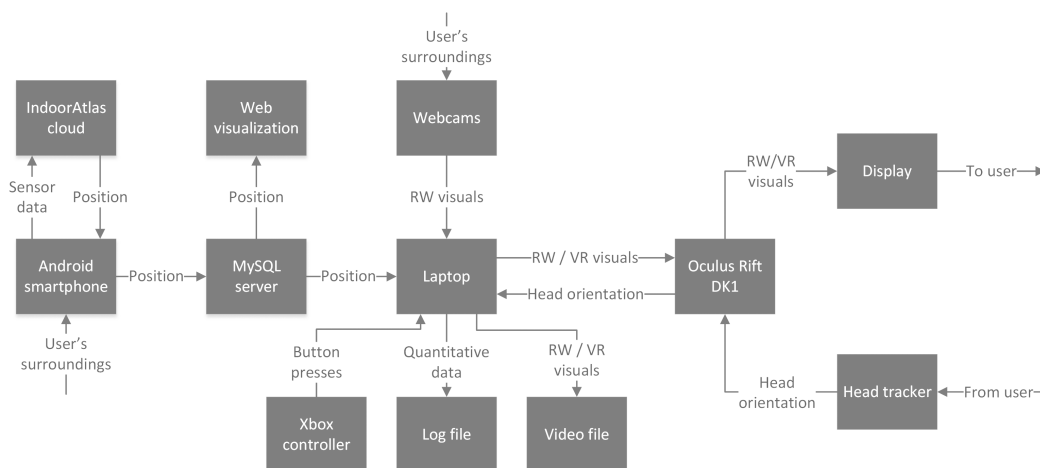 User's
surroundings
IndoorAtlas
cloud
Web
visualization
Webcams
Sensor
data
Position
Position
RW visuals
RW/VR
visuals
Display
To user
Android
smartphone
Position
MySQL
server
Position
Laptop
RW / VR visuals
Head orientation
Oculus Rift
DK1
User's
surroundings
Button
presses
Quantitative
data
RW / VR
visuals
Head
orientation
Head tracker
From user
Xbox
controller
Log file
Video file